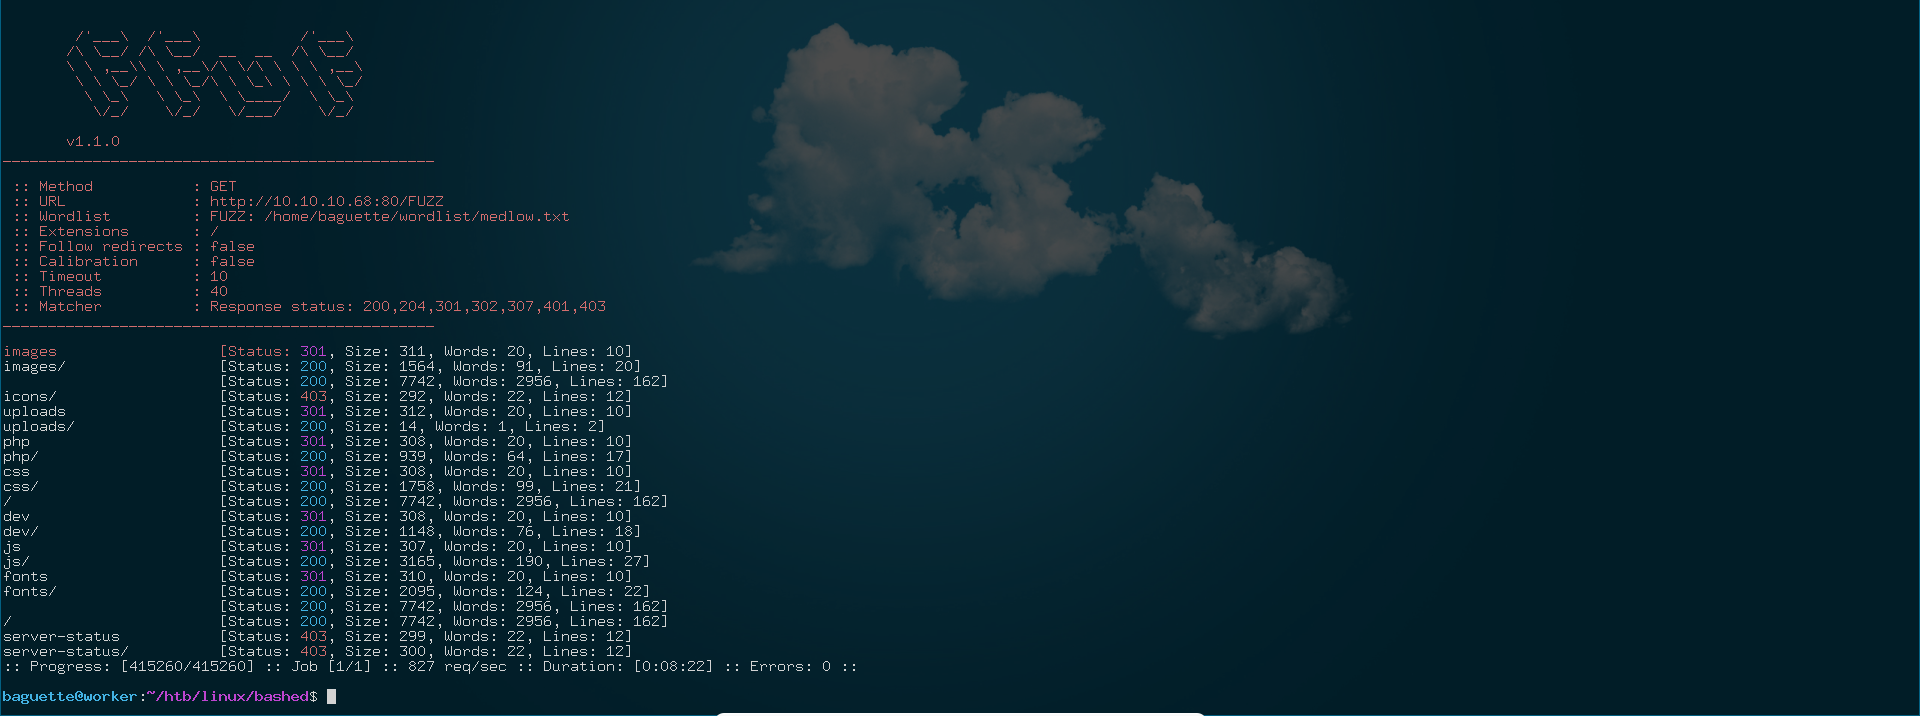 /'___\  /'___\           /'___\
       /\ \__/ /\ \__/  __  __  /\ \__/
       \ \ ,__\\ \ ,__\/\ \/\ \ \ \ ,__\
        \ \ \_/ \ \ \_/\ \ \_\ \ \ \ \_/
         \ \_\   \ \_\  \ \____/  \ \_\
          \/_/    \/_/   \/___/    \/_/
       v1.1.0
________________________________________________
 :: Method           : GET
 :: URL              : http://10.10.10.68:80/FUZZ
 :: Wordlist         : FUZZ: /home/baguette/wordlist/medlow.txt
 :: Extensions       : /
 :: Follow redirects : false
 :: Calibration      : false
 :: Timeout          : 10
 :: Threads          : 40
 :: Matcher          : Response status: 200,204,301,302,307,401,403
________________________________________________
images                  [Status: 301, Size: 311, Words: 20, Lines: 10]
images/                 [Status: 200, Size: 1564, Words: 91, Lines: 20]
                        [Status: 200, Size: 7742, Words: 2956, Lines: 162]
icons/                  [Status: 403, Size: 292, Words: 22, Lines: 12]
uploads                 [Status: 301, Size: 312, Words: 20, Lines: 10]
uploads/                [Status: 200, Size: 14, Words: 1, Lines: 2]
php                     [Status: 301, Size: 308, Words: 20, Lines: 10]
php/                    [Status: 200, Size: 939, Words: 64, Lines: 17]
css                     [Status: 301, Size: 308, Words: 20, Lines: 10]
css/                    [Status: 200, Size: 1758, Words: 99, Lines: 21]
/                       [Status: 200, Size: 7742, Words: 2956, Lines: 162]
dev                     [Status: 301, Size: 308, Words: 20, Lines: 10]
dev/                    [Status: 200, Size: 1148, Words: 76, Lines: 18]
js                      [Status: 301, Size: 307, Words: 20, Lines: 10]
js/                     [Status: 200, Size: 3165, Words: 190, Lines: 27]
fonts                   [Status: 301, Size: 310, Words: 20, Lines: 10]
fonts/                  [Status: 200, Size: 2095, Words: 124, Lines: 22]
                        [Status: 200, Size: 7742, Words: 2956, Lines: 162]
/                       [Status: 200, Size: 7742, Words: 2956, Lines: 162]
server-status           [Status: 403, Size: 299, Words: 22, Lines: 12]
server-status/          [Status: 403, Size: 300, Words: 22, Lines: 12]
:: Progress: [415260/415260] :: Job [1/1] :: 827 req/sec :: Duration: [0:08:22] :: Errors: 0 ::
baguette@worker:~/htb/linux/bashed$